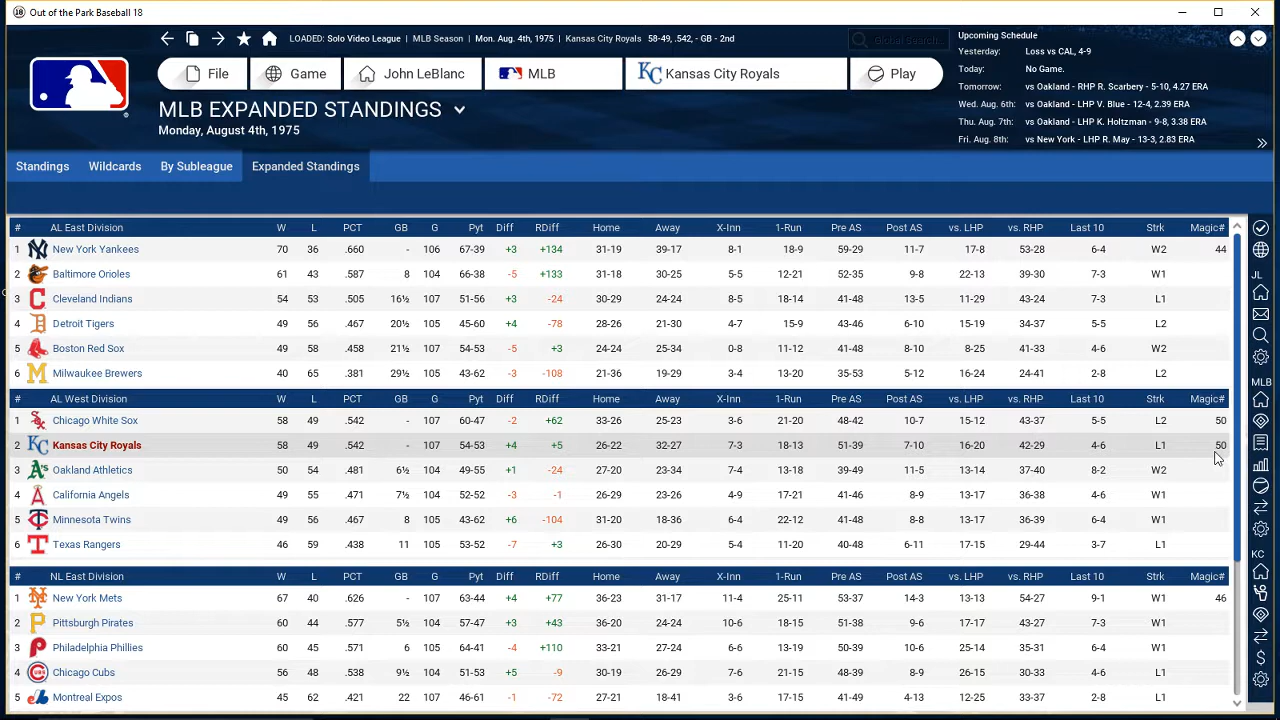 Out of the Park Baseball 18
LOADED: Solo Video League | MLB Season | Mon. Aug. 4th, 1975 | Kansas City Royals 58-49, .542, - GB - 2nd
Global Search...
Upcoming Schedule
Yesterday: Loss vs CAL, 4-9
Today: No Game.
Tomorrow: vs Oakland - RHP R. Scarbery - 5-10, 4.27 ERA
Wed. Aug. 6th: vs Oakland - LHP V. Blue - 12-4, 2.39 ERA
Thu. Aug. 7th: vs Oakland - LHP K. Holtzman - 9-8, 3.38 ERA
Fri. Aug. 8th: vs New York - LHP R. May - 13-3, 2.83 ERA
File Game John LeBlanc MLB Kansas City Royals Play
MLB EXPANDED STANDINGS
Monday, August 4th, 1975
Standings Wildcards By Subleague Expanded Standings
# AL East Division W L PCT GB G Pyt Diff RDiff Home Away X-Inn 1-Run Pre AS Post AS vs. LHP vs. RHP Last 10 Strk Magic#
1 New York Yankees 70 36 .660 - 106 67-39 +3 +134 31-19 39-17 8-1 18-9 59-29 11-7 17-8 53-28 6-4 W2 44
2 Baltimore Orioles 61 43 .587 8 104 66-38 -5 +133 31-18 30-25 5-5 12-21 52-35 9-8 22-13 39-30 7-3 W1
3 Cleveland Indians 54 53 .505 16½ 107 51-56 +3 -24 30-29 24-24 8-5 18-14 41-48 13-5 11-29 43-24 7-3 L1
4 Detroit Tigers 49 56 .467 20½ 105 45-60 +4 -78 28-26 21-30 4-7 15-9 43-46 6-10 15-19 34-37 5-5 L2
5 Boston Red Sox 49 58 .458 21½ 107 54-53 -5 +3 24-24 25-34 8-8 11-12 41-48 8-10 8-25 41-33 4-6 W2
6 Milwaukee Brewers 40 65 .381 29½ 105 43-62 -3 -108 21-36 19-29 3-4 13-20 35-53 5-12 16-24 24-41 2-8 L2
# AL West Division W L PCT GB G Pyt Diff RDiff Home Away X-Inn 1-Run Pre AS Post AS vs. LHP vs. RHP Last 10 Strk Magic#
1 Chicago White Sox 58 49 .542 - 107 60-47 -2 +62 33-26 25-23 3-6 21-20 48-42 10-7 15-12 43-37 5-5 L2 50
2 Kansas City Royals 58 49 .542 - 107 54-53 +4 +5 26-22 32-27 7-3 18-13 51-39 7-10 16-20 42-29 4-6 L1 50
3 Oakland Athletics 50 54 .481 6½ 104 49-55 +1 -24 27-20 23-34 7-4 13-18 39-49 11-5 13-14 37-40 8-2 W2
4 California Angels 49 55 .471 7½ 104 52-52 -3 -1 26-29 23-26 4-9 17-21 41-46 8-9 13-17 36-38 4-6 W1
5 Minnesota Twins 49 56 .467 8 105 43-62 +6 -104 31-20 18-36 6-4 22-12 41-48 8-8 13-17 36-39 6-4 W1
6 Texas Rangers 46 59 .438 11 105 52-52 -7 +3 26-30 20-29 5-4 11-20 40-48 6-11 17-15 29-44 3-7 L1
# NL East Division W L PCT GB G Pyt Diff RDiff Home Away X-Inn 1-Run Pre AS Post AS vs. LHP vs. RHP Last 10 Strk Magic#
1 New York Mets 67 40 .626 - 107 63-44 +4 +77 36-23 31-17 11-4 25-11 53-37 14-3 13-13 54-27 9-1 W1 46
2 Pittsburgh Pirates 60 44 .577 5½ 104 57-47 +3 +43 36-20 24-24 10-6 18-15 51-38 9-6 17-17 43-27 7-3 W1
3 Philadelphia Phillies 60 45 .571 6 105 64-41 -4 +110 33-21 27-24 6-6 13-19 50-39 10-6 25-14 35-31 6-4 W1
4 Chicago Cubs 56 48 .538 9½ 104 51-53 +5 -9 30-19 26-29 7-6 21-15 48-39 8-9 26-15 30-33 4-6 L1
5 Montreal Expos 45 62 .421 22 107 46-61 -1 -72 27-21 18-41 3-6 17-15 41-49 4-13 12-25 33-37 2-8 L1
JL
MLB
KC